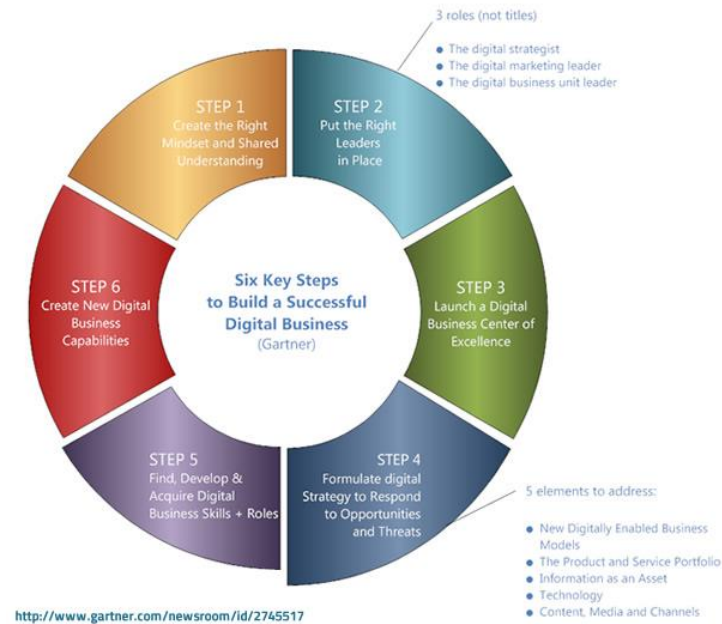 3 roles (not titles)
The digital strategist
The digital marketing leader
The digital business unit leader
STEP 1
Create the Right
Mindset and Shared
Understanding
STEP 2
Put the Right
Leaders
in Place
STEP 3
Launch a Digital
Business Center of
Excellence
STEP 4
Formulate digital
Strategy to Respond
to Opportunities
and Threats
5 elements to address:
New Digitally Enabled Business
Models
The Product and Service Portfolio
Information as an Asset
Technology
Content, Media and Channels
STEP 5
Find, Develop &
Acquire Digital
Business Skills + Roles
STEP 6
Create New Digital
Business
Capabilities
Six Key Steps
to Build a Successful
Digital Business
(Gartner)
http://www.gartner.com/newsroom/id/2745517